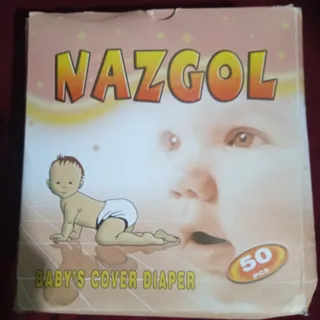 NAZGOL
50
PCS
BABY'S COVER DIAPER